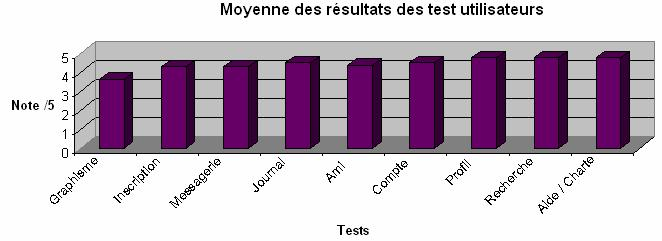 Moyenne des résultats des test utilisateurs
Note /5
5
4
3
2
1
0
Graphisme
Inscription
Messagerie
Journal
Ami
Compte
Profil
Recherche
Aide / Charte
Tests